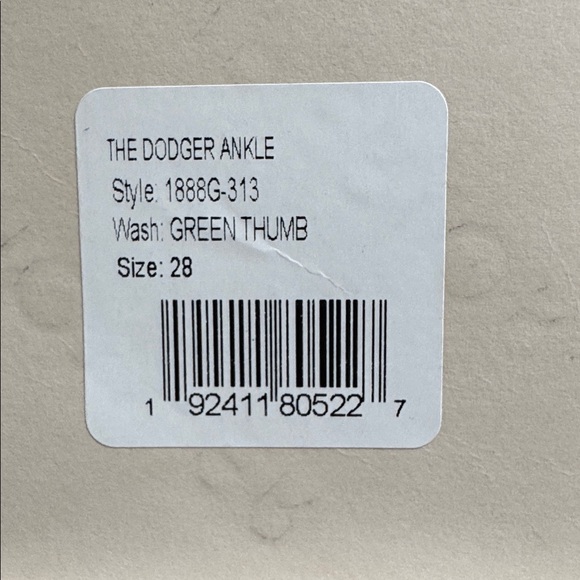 THE DODGER ANKLE
Style: 1888G-313
Wash: GREEN THUMB
Size: 28
1 92411 80522 7